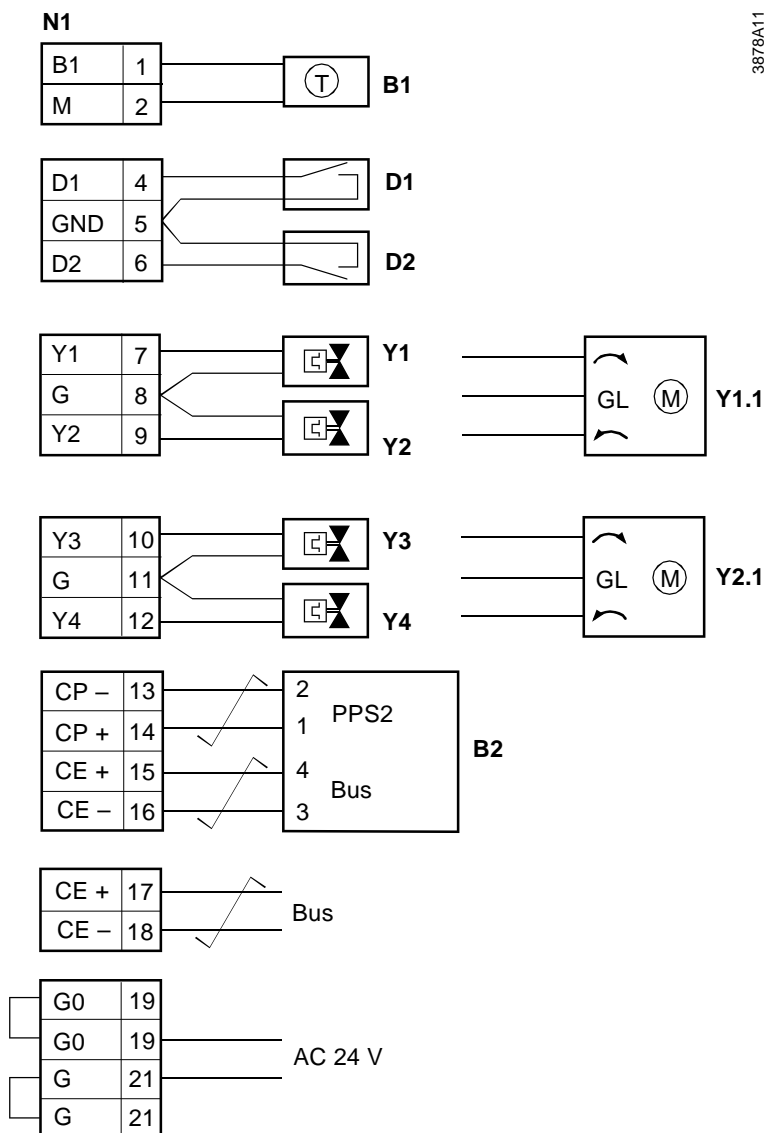 N1
3878A11
B1 1 T B1
M 2
D1 4 D1
GND 5
D2 6 D2
Y1 7 Y1
G 8 GL M Y1.1
Y2 9 Y2
Y3 10 Y3
G 11 GL M Y2.1
Y4 12 Y4
CP – 13 2
CP + 14 1 PPS2
B2
CE + 15 4
Bus
CE – 16 3
CE + 17
Bus
CE – 18
G0 19
G0 19
AC 24 V
G 21
G 21